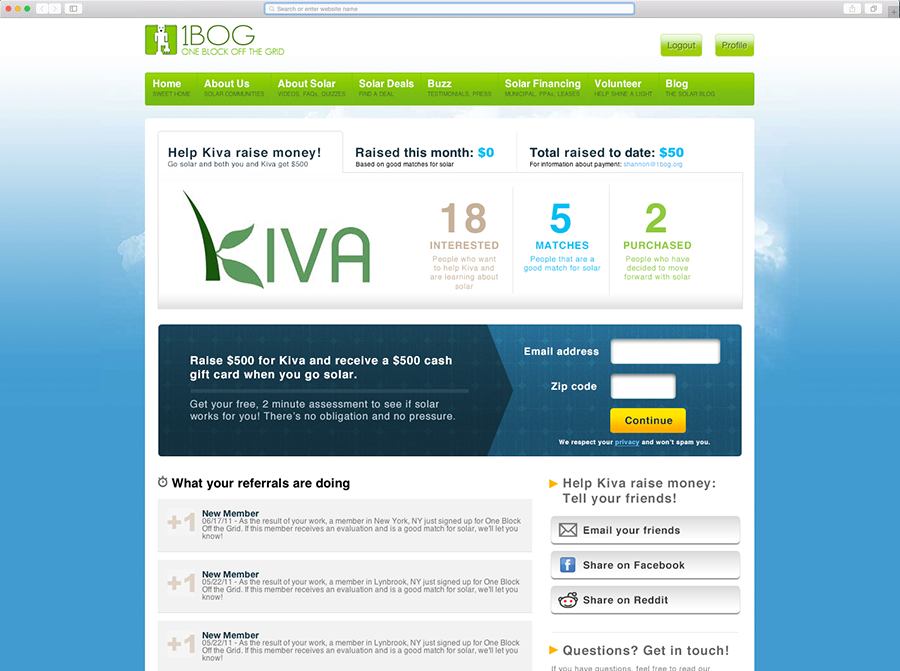 Search or enter website name
1BOG
ONE BLOCK OFF THE GRID
Logout
Profile
Home
SWEET HOME
About Us
SOLAR COMMUNITIES
About Solar
VIDEOS, FAQs, QUIZZES
Solar Deals
FIND A DEAL
Buzz
TESTIMONIALS, PRESS
Solar Financing
MUNICIPAL, PPAs, LEASES
Volunteer
HELP SHINE A LIGHT
Blog
THE SOLAR BLOG
Help Kiva raise money!
Go solar and both you and Kiva get $500
Raised this month: $0
Based on good matches for solar
Total raised to date: $50
For information about payment: shannon@1bog.org
KIVA
18
INTERESTED
People who want
to help Kiva and
are learning about
solar
5
MATCHES
People that are a
good match for solar
2
PURCHASED
People who have
decided to move
forward with solar
Raise $500 for Kiva and receive a $500 cash
gift card when you go solar.
Get your free, 2 minute assessment to see if solar
works for you! There's no obligation and no pressure.
Email address
Zip code
Continue
We respect your privacy and won't spam you.
What your referrals are doing
+1
New Member
06/17/11 - As the result of your work, a member in New York, NY just signed up for One Block
Off the Grid. If this member receives an evaluation and is a good match for solar, we'll let you
know!
+1
New Member
05/22/11 - As the result of your work, a member in Lynbrook, NY just signed up for One Block
Off the Grid. If this member receives an evaluation and is a good match for solar, we'll let you
know!
+1
New Member
05/22/11 - As the result of your work, a member in Lynbrook, NY just signed up for One Block
Off the Grid. If this member receives an evaluation and is a good match for solar, we'll let you
know!
Help Kiva raise money:
Tell your friends!
Email your friends
f
Share on Facebook
Share on Reddit
Questions? Get in touch!
If you have questions, feel free to read our